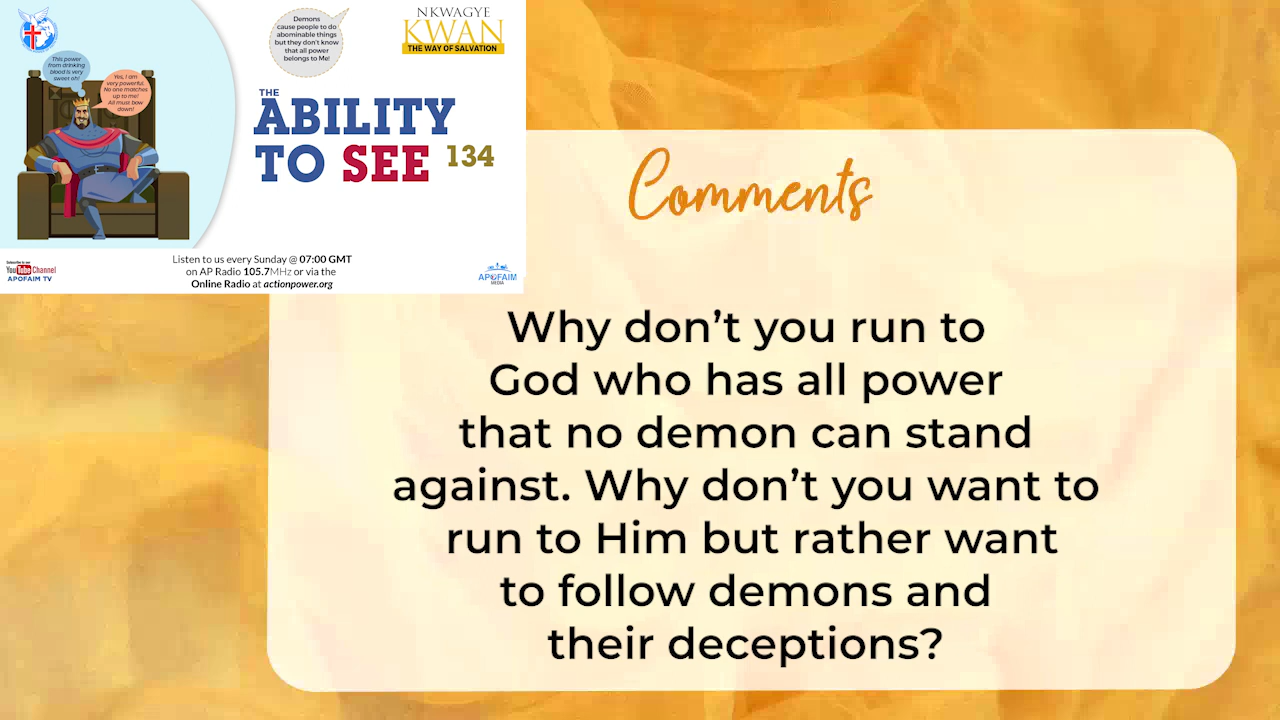 Demons
cause people to do
abominable things
but they don't know
that all power
belongs to Me!
NKWAGYE
KWAN
THE WAY OF SALVATION
This power
from drinking
blood is very
sweet oh!
Yes, I am
very powerful.
No one matches
up to me!
All must bow
down!
THE
ABILITY
TO SEE 134
Listen to us every Sunday @ 07:00 GMT
on AP Radio 105.7MHz or via the
Online Radio at actionpower.org
Subscribe to our
YouTube Channel
APOFAIM TV
APOFAIM
MEDIA
Comments
Why don't you run to
God who has all power
that no demon can stand
against. Why don't you want to
run to Him but rather want
to follow demons and
their deceptions?